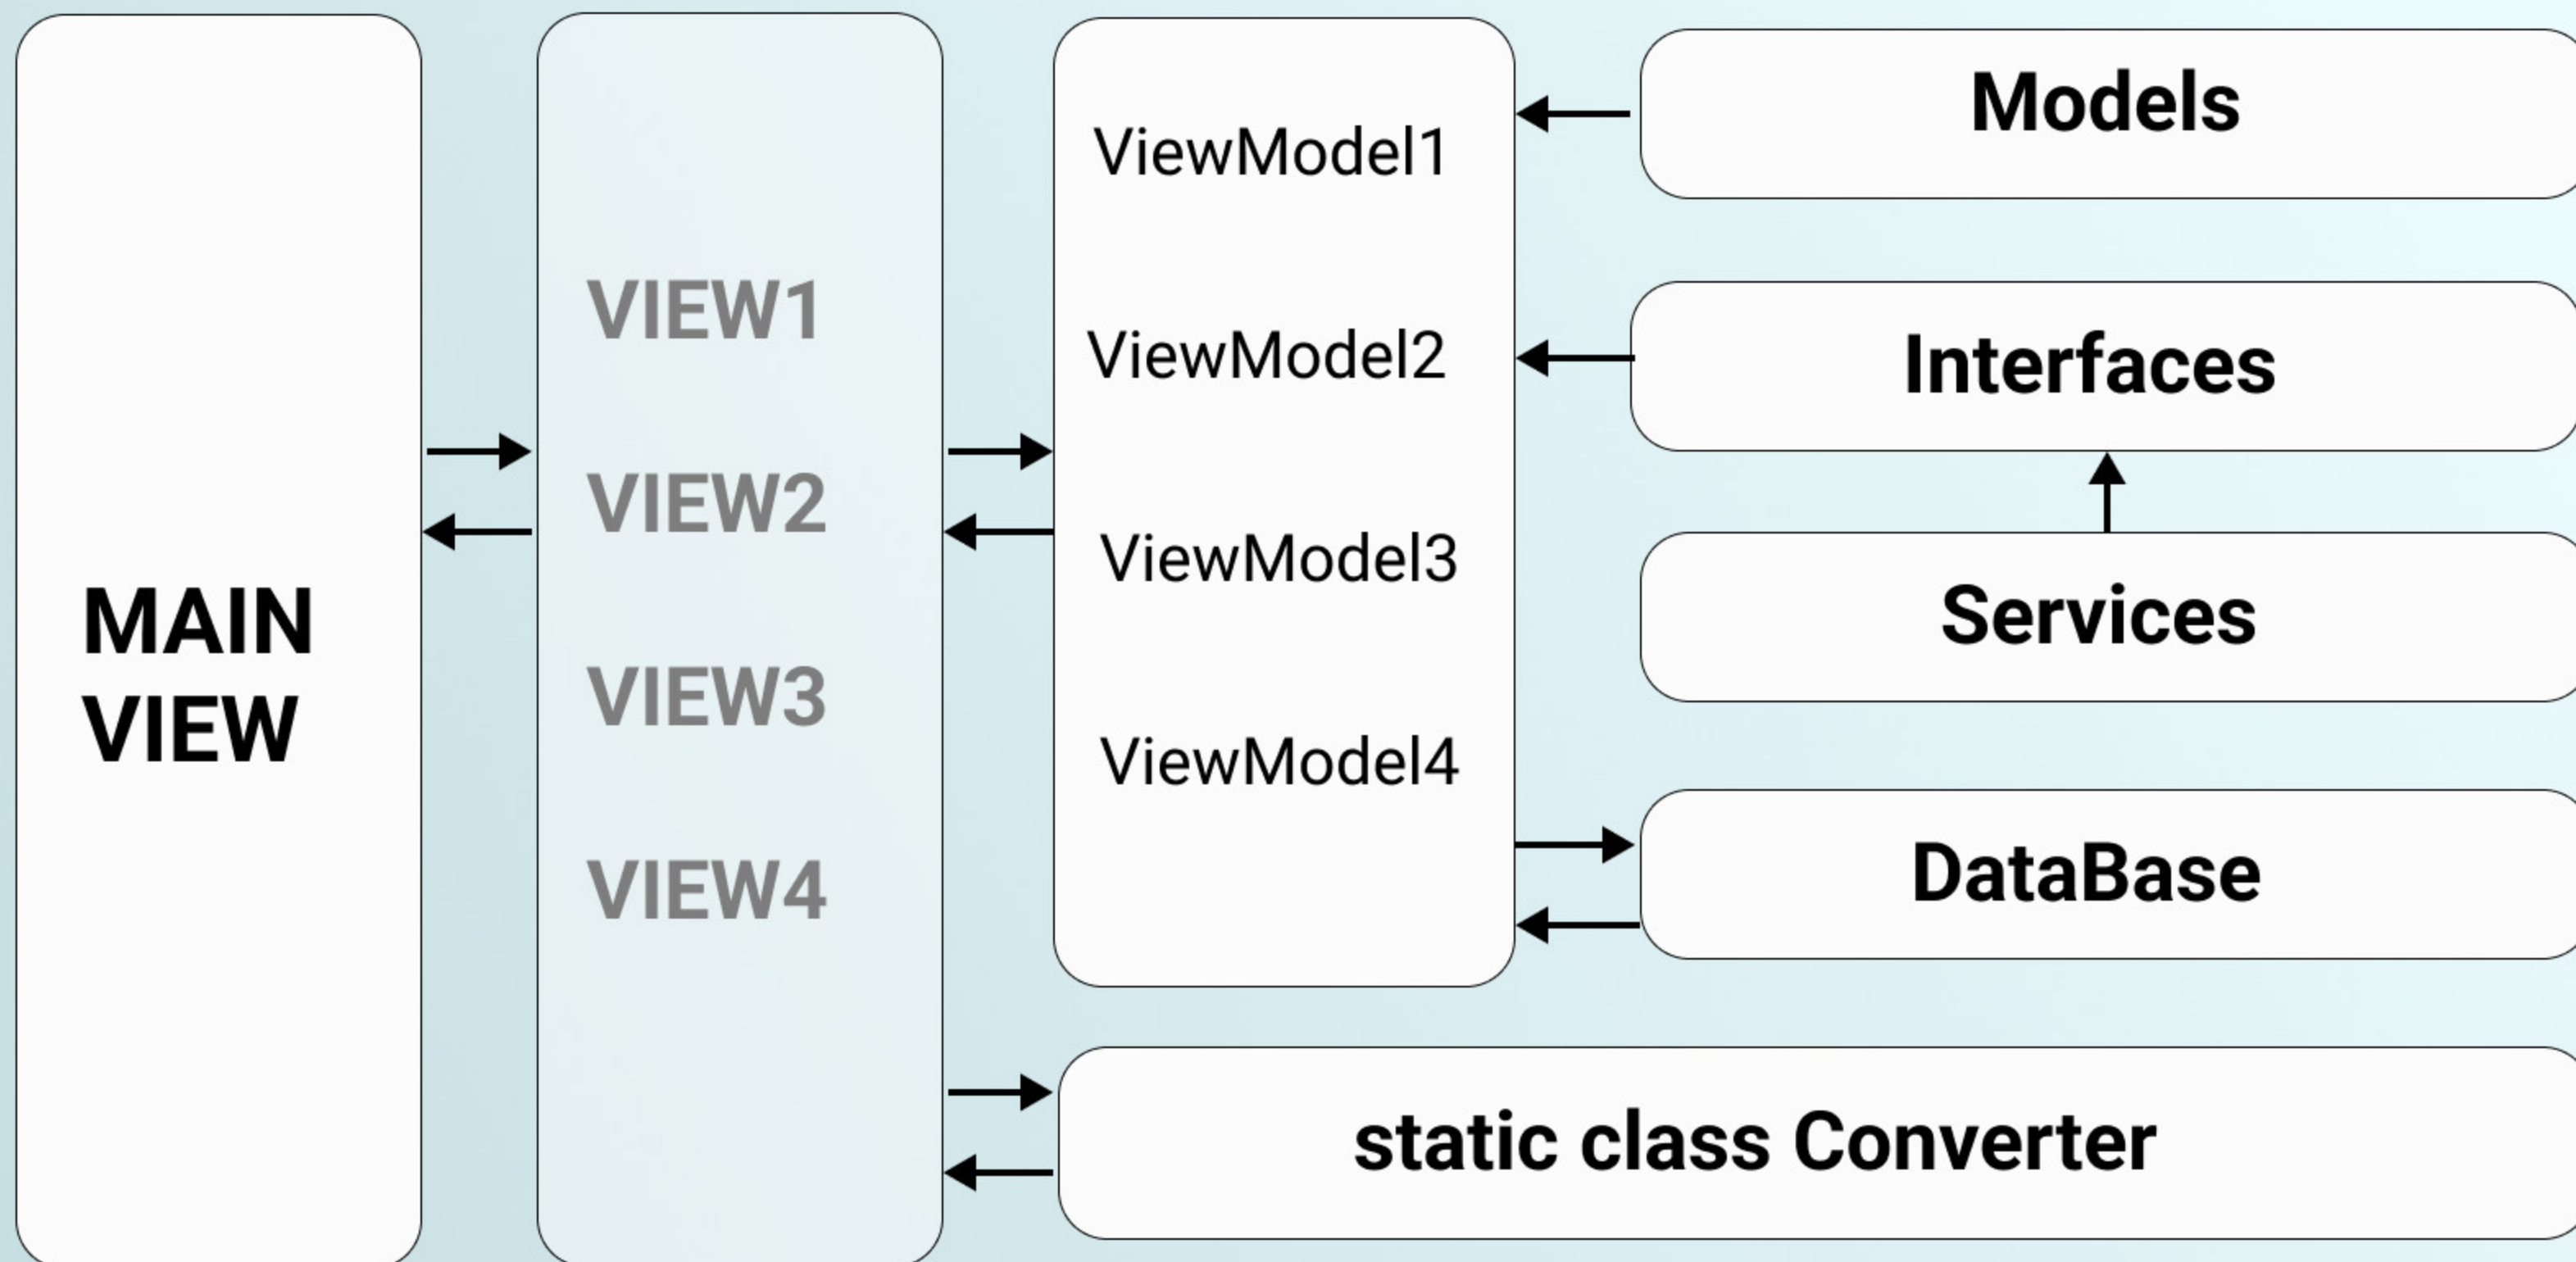 MAIN
VIEW
VIEW1
VIEW2
VIEW3
VIEW4
ViewModel1
ViewModel2
ViewModel3
ViewModel4
Models
Interfaces
Services
DataBase
static class Converter